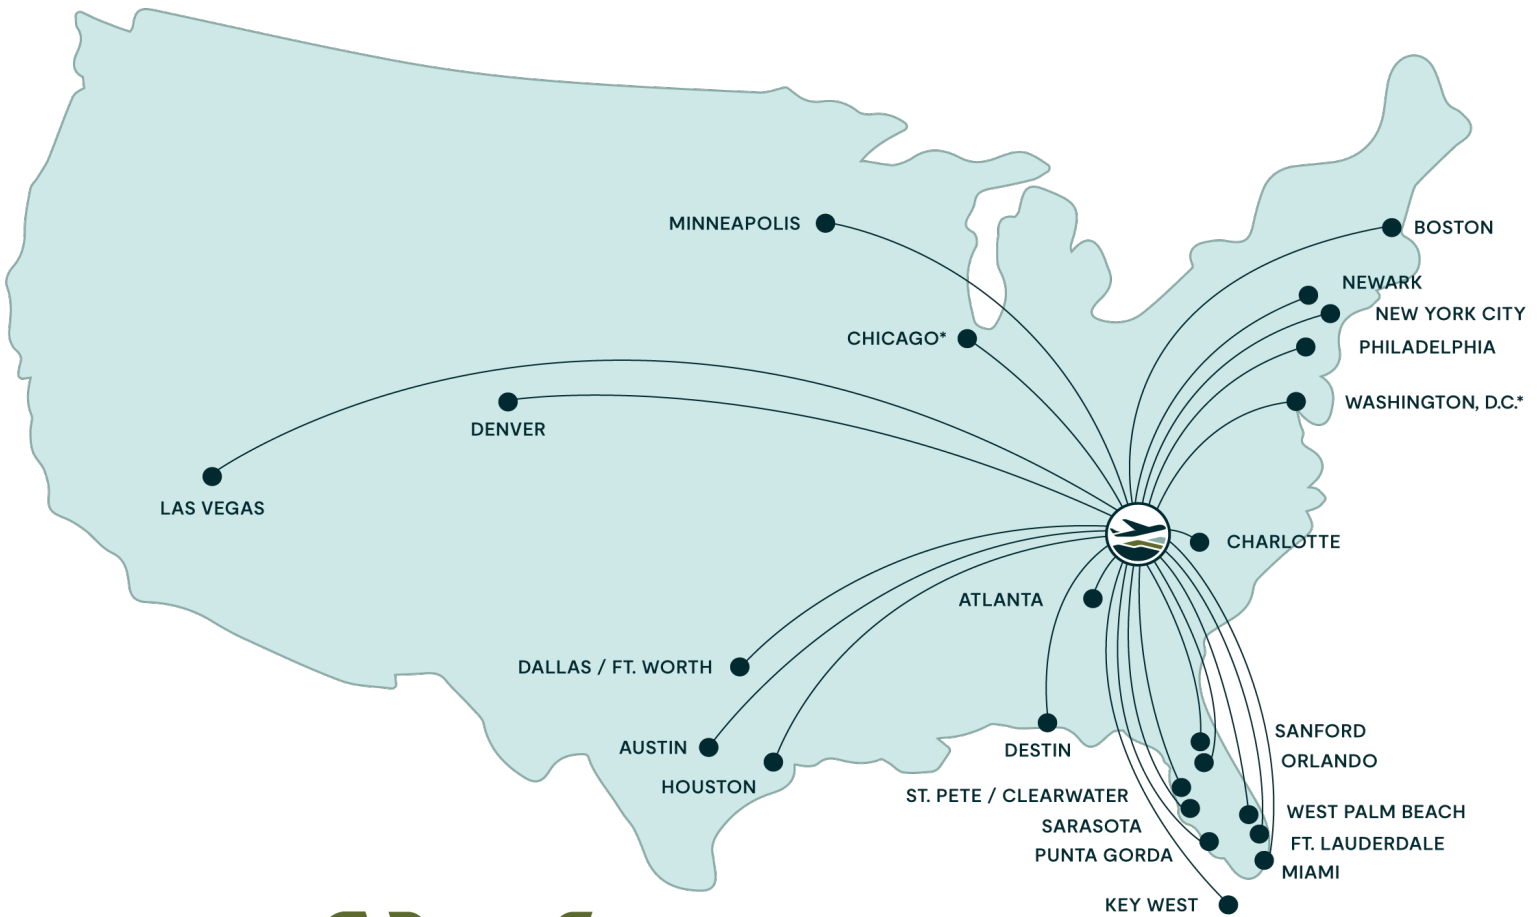 MINNEAPOLIS
BOSTON
NEWARK
NEW YORK CITY
CHICAGO*
PHILADELPHIA
WASHINGTON, D.C.*
DENVER
LAS VEGAS
CHARLOTTE
ATLANTA
DALLAS / FT. WORTH
SANFORD
AUSTIN
DESTIN
ORLANDO
HOUSTON
ST. PETE / CLEARWATER
WEST PALM BEACH
SARASOTA
FT. LAUDERDALE
PUNTA GORDA
MIAMI
KEY WEST